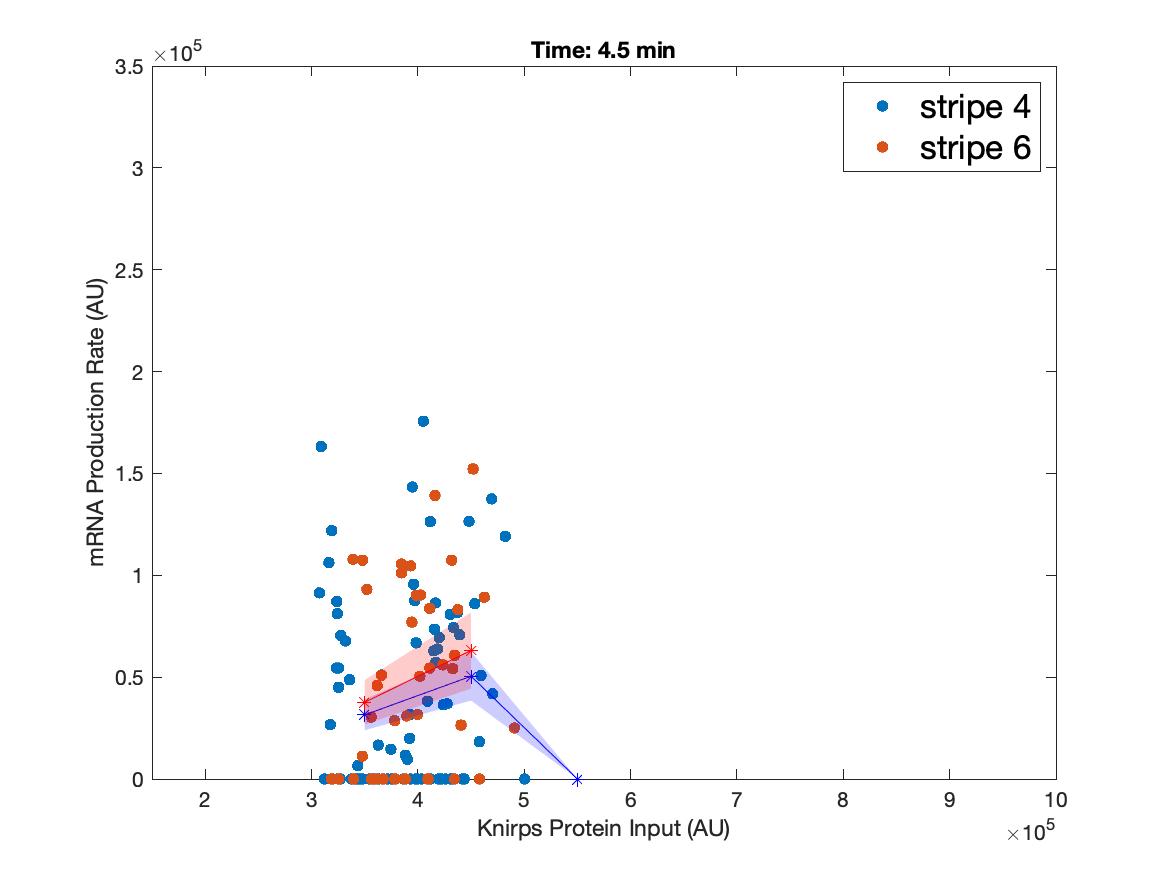 Time: 4.5 min
×10^5
3.5
3
2.5
2
1.5
1
0.5
0
mRNA Production Rate (AU)
stripe 4
stripe 6
2 3 4 5 6 7 8 9 10
Knirps Protein Input (AU)
×10^5